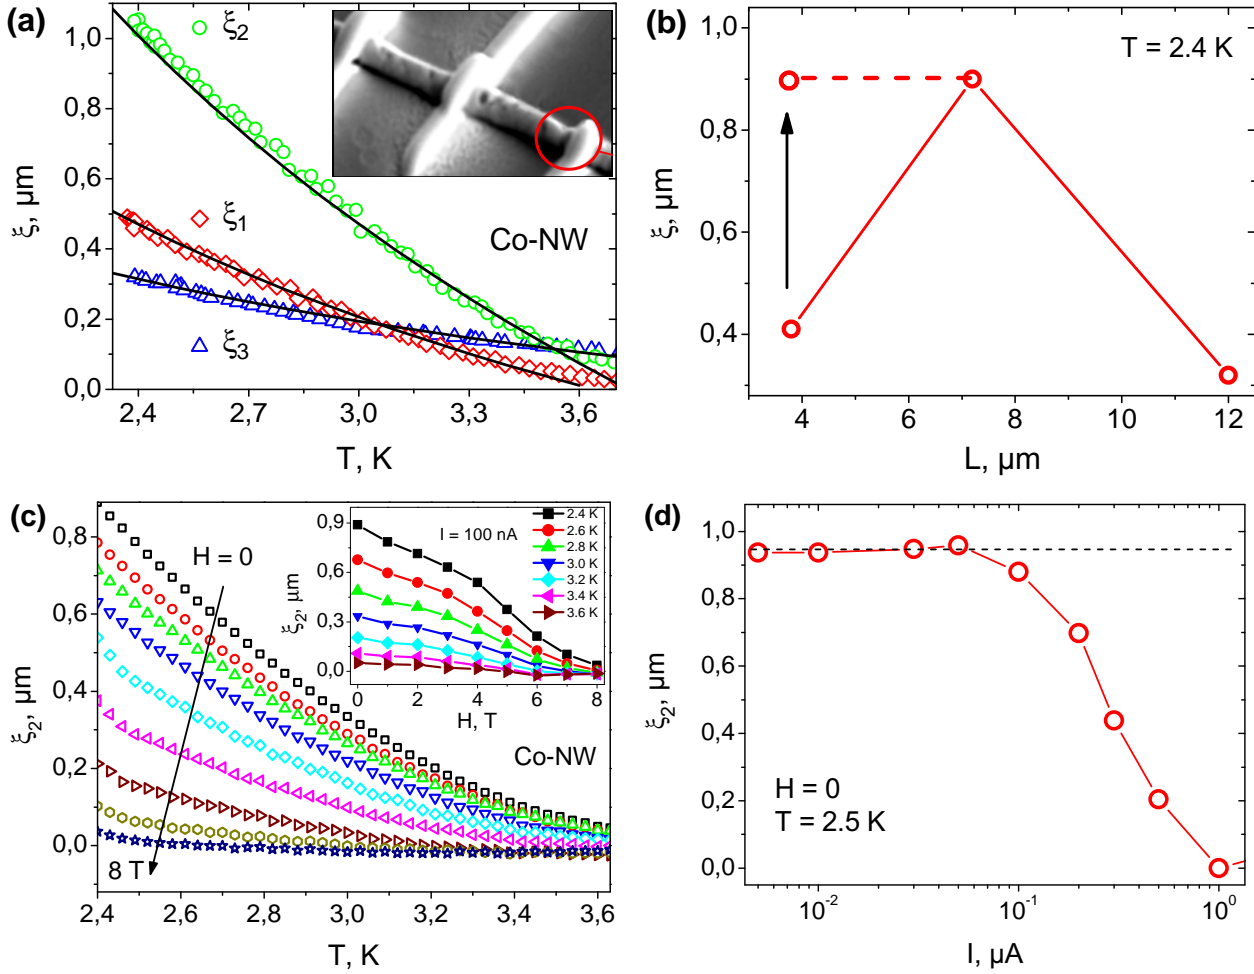 (a)
1,0
0,8
0,6
0,4
0,2
0,0
ξ, µm
ξ₂
ξ₁
ξ₃
Co-NW
2,4 2,7 3,0 3,3 3,6
T, K
(b)
T = 2.4 K
0,8
0,6
0,4
ξ, µm
4 6 8 10 12
L, µm
(c)
0,8
0,6
0,4
0,2
0,0
ξ₂, µm
H = 0
8 T
Co-NW
2,4 2,6 2,8 3,0 3,2 3,4 3,6
T, K
0,9
0,6
0,3
0,0
ξ₂, µm
I = 100 nA
2.4 K
2.6 K
2.8 K
3.0 K
3.2 K
3.4 K
3.6 K
0 2 4 6 8
H, T
(d)
1,0
0,8
0,6
0,4
0,2
0,0
ξ₂, µm
H = 0
T = 2.5 K
10⁻² 10⁻¹ 10⁰
I, µA